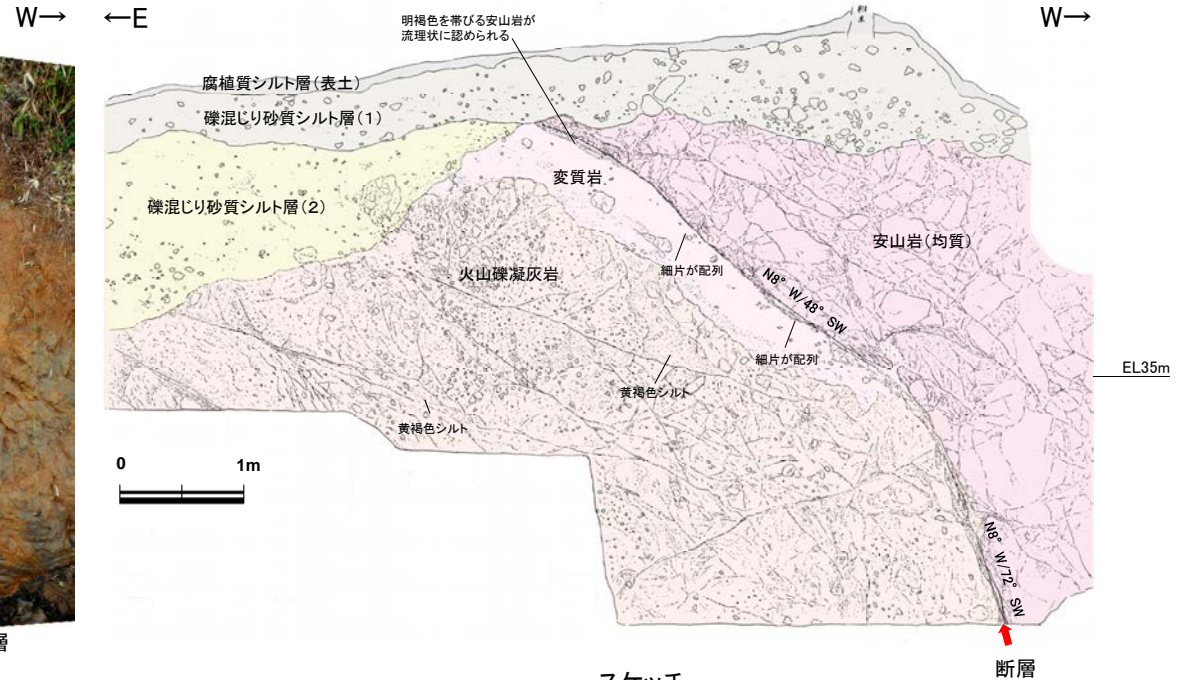 W→
←E
W→
明褐色を帯びる安山岩が
流理状に認められる
腐植質シルト層(表土)
礫混じり砂質シルト層(1)
変質岩
礫混じり砂質シルト層(2)
安山岩(均質)
火山礫凝灰岩
細片が配列
N8° W/48° SW
細片が配列
EL35m
黄褐色シルト
黄褐色シルト
0 1m
N8° W/72° SW
層
断層